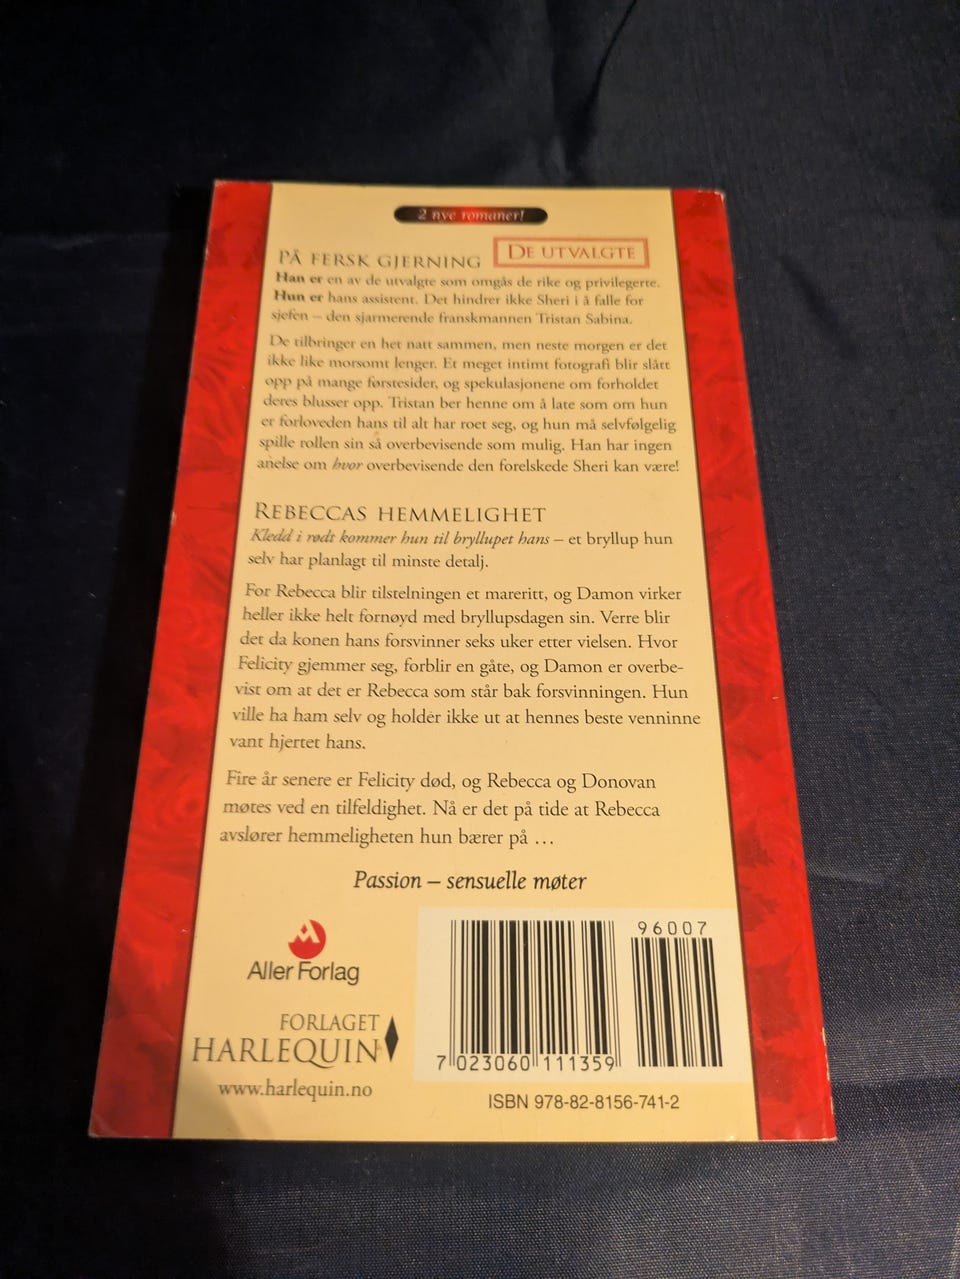 2 nye romaner!
PÅ FERSK GJERNING
DE UTVALGTE
Han er en av de utvalgte som omgås de rike og privilegerte.
Hun er hans assistent. Det hindrer ikke Sheri i å falle for
sjefen – den sjarmerende franskmannen Tristan Sabina.
De tilbringer en het natt sammen, men neste morgen er det
ikke like morsomt lenger. Et meget intimt fotografi blir slått
opp på mange førstesider, og spekulasjonene om forholdet
deres blusser opp. Tristan ber henne om å late som om hun
er forloveden hans til alt har roet seg, og hun må selvfølgelig
spille rollen sin så overbevisende som mulig. Han har ingen
anelse om hvor overbevisende den forelskede Sheri kan være!
REBECCAS HEMMELIGHET
Kledd i rødt kommer hun til bryllupet hans – et bryllup hun
selv har planlagt til minste detalj.
For Rebecca blir tilstelningen et mareritt, og Damon virker
heller ikke helt fornøyd med bryllupsdagen sin. Verre blir
det da konen hans forsvinner seks uker etter vielsen. Hvor
Felicity gjemmer seg, forblir en gåte, og Damon er overbe-
vist om at det er Rebecca som står bak forsvinningen. Hun
ville ha ham selv og holder ikke ut at hennes beste venninne
vant hjertet hans.
Fire år senere er Felicity død, og Rebecca og Donovan
møtes ved en tilfeldighet. Nå er det på tide at Rebecca
avslører hemmeligheten hun bærer på …
Passion – sensuelle møter
Aller Forlag
FORLAGET
HARLEQUIN
www.harlequin.no
96007
7 023060 111359
ISBN 978-82-8156-741-2